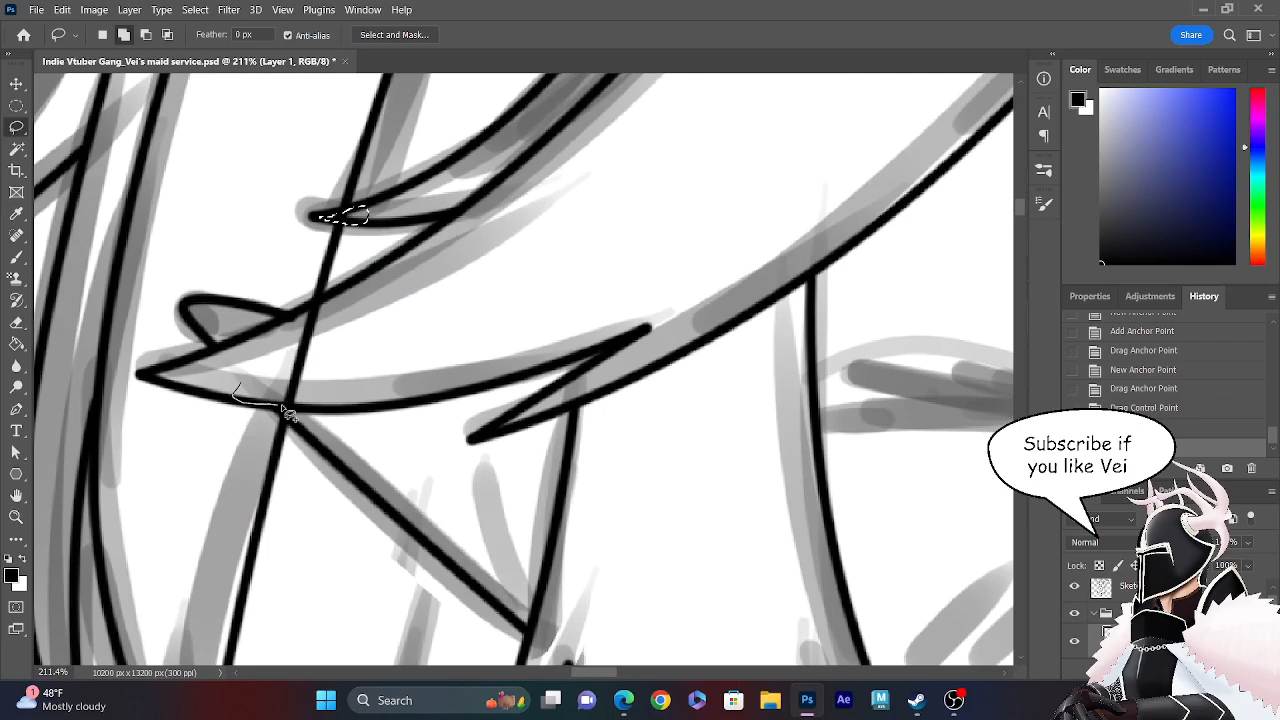 File Edit Image Layer Type Select Filter 3D View Plugins Window Help
Feather: 0 px Anti-alias Select and Mask... Share
Indie Vtuber Gang_Vei's maid service.psd @ 211% (Layer 1, RGB/8) *
Color Swatches Gradients Patterns
Properties Adjustments History
Add Anchor Point
Drag Anchor Point
New Anchor Point
Drag Anchor Point
Drag Control Point
Subscribe if
you like Vei
Normal
Lock: 100%
211.4% 10200 px x 13200 px (300 ppi)
1 48°F
Mostly cloudy
Search